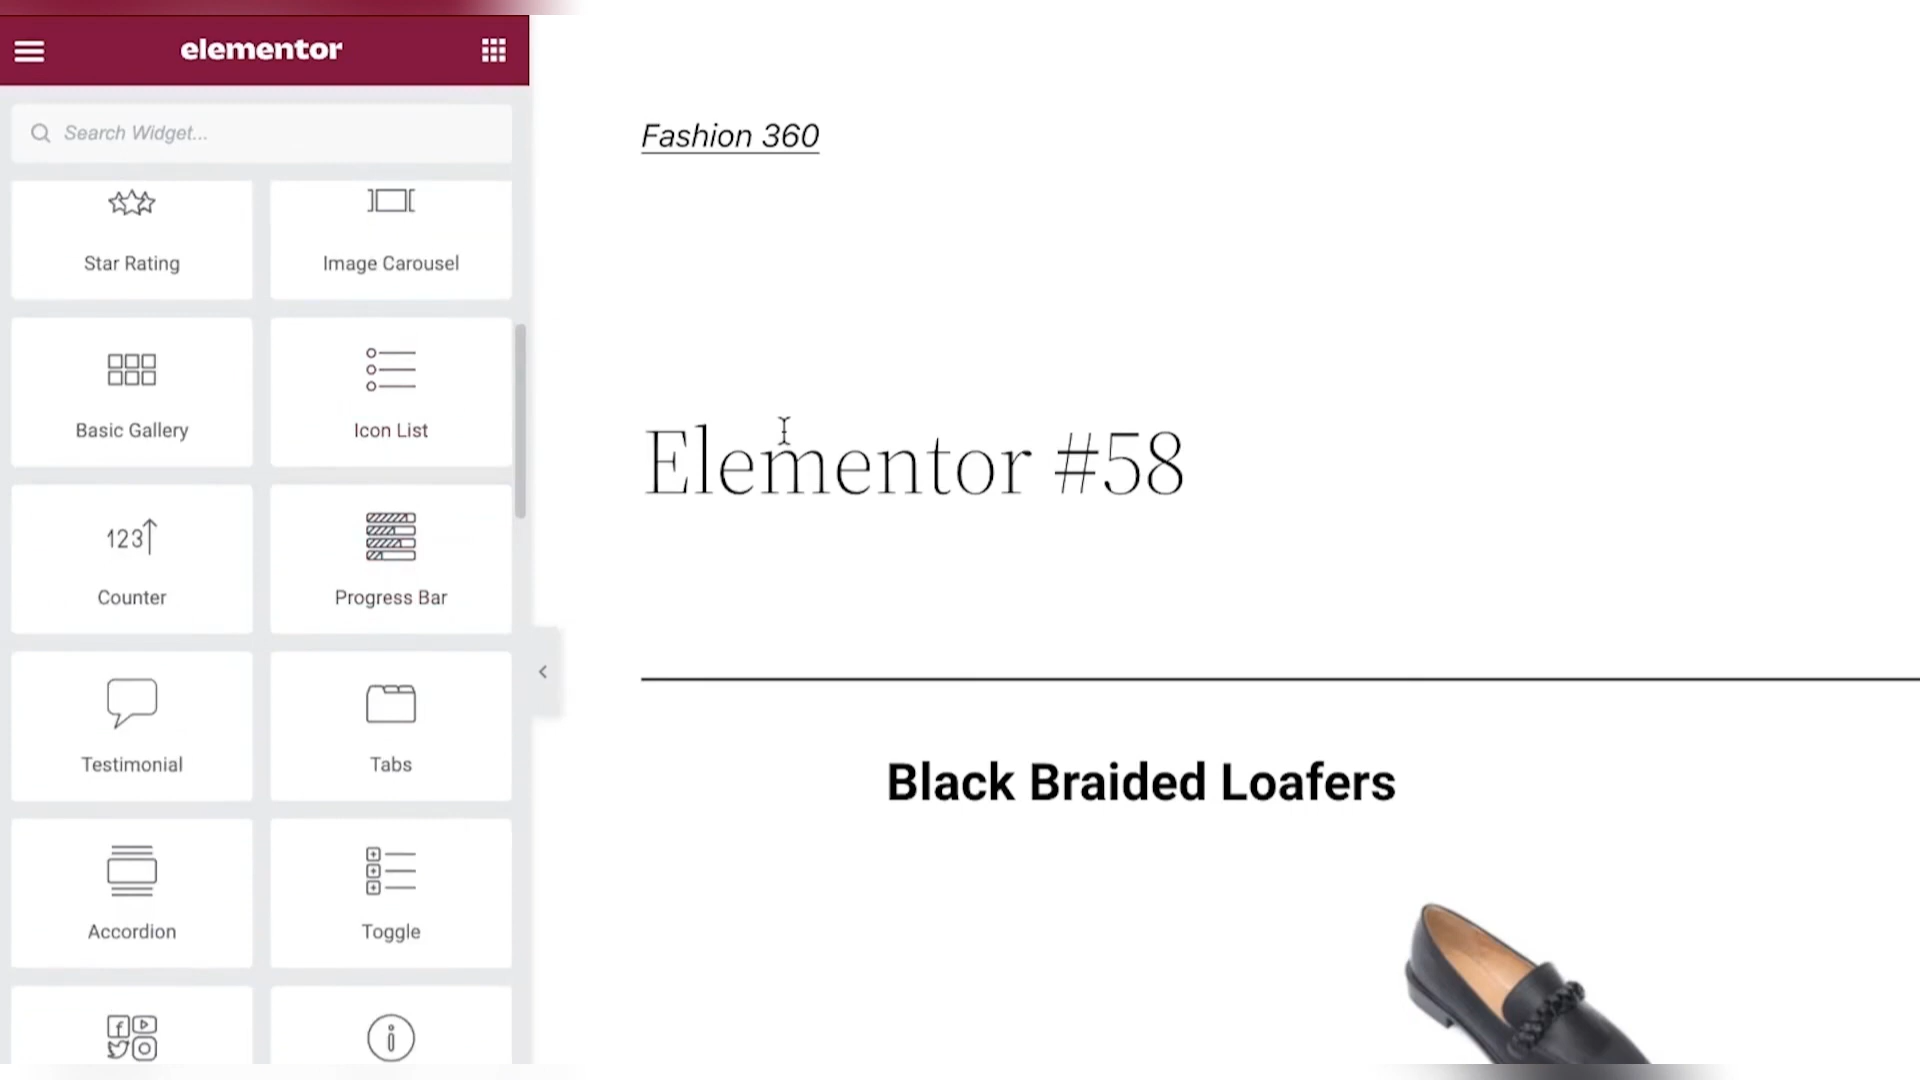 elementor
Search Widget...
Star Rating
Image Carousel
Basic Gallery
Icon List
123
Counter
Progress Bar
Testimonial
Tabs
Accordion
Toggle
Fashion 360
Elementor #58
Black Braided Loafers